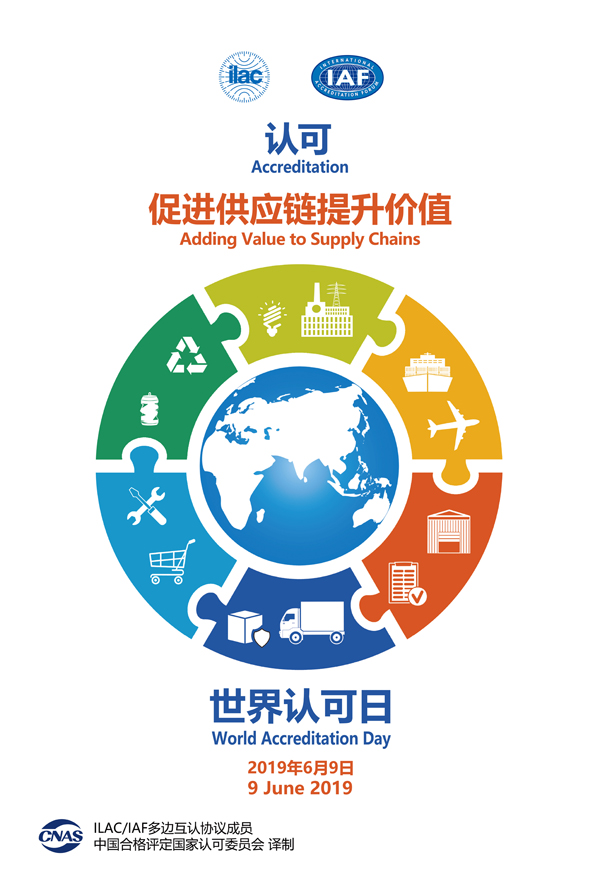 ilac
INTERNATIONAL
IAF
ACCREDITATION FORUM
认可
Accreditation
促进供应链提升价值
Adding Value to Supply Chains
世界认可日
World Accreditation Day
2019年6月9日
9 June 2019
CNAS
ILAC/IAF多边互认协议成员
中国合格评定国家认可委员会 译制